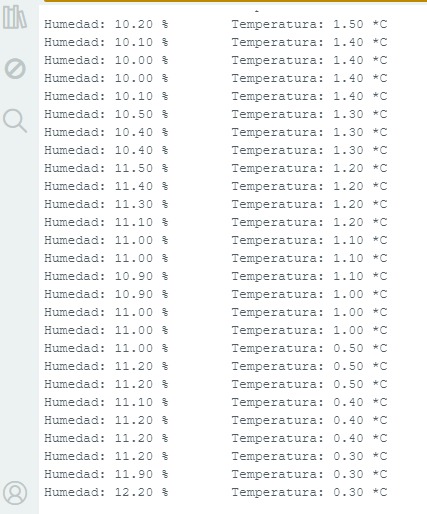 Humedad: 10.20 % Temperatura: 1.50 *C
Humedad: 10.10 % Temperatura: 1.40 *C
Humedad: 10.00 % Temperatura: 1.40 *C
Humedad: 10.00 % Temperatura: 1.40 *C
Humedad: 10.10 % Temperatura: 1.40 *C
Humedad: 10.50 % Temperatura: 1.30 *C
Humedad: 10.40 % Temperatura: 1.30 *C
Humedad: 10.40 % Temperatura: 1.30 *C
Humedad: 11.50 % Temperatura: 1.20 *C
Humedad: 11.40 % Temperatura: 1.20 *C
Humedad: 11.30 % Temperatura: 1.20 *C
Humedad: 11.10 % Temperatura: 1.20 *C
Humedad: 11.00 % Temperatura: 1.10 *C
Humedad: 11.00 % Temperatura: 1.10 *C
Humedad: 10.90 % Temperatura: 1.10 *C
Humedad: 10.90 % Temperatura: 1.00 *C
Humedad: 11.00 % Temperatura: 1.00 *C
Humedad: 11.00 % Temperatura: 1.00 *C
Humedad: 11.00 % Temperatura: 0.50 *C
Humedad: 11.20 % Temperatura: 0.50 *C
Humedad: 11.20 % Temperatura: 0.50 *C
Humedad: 11.10 % Temperatura: 0.40 *C
Humedad: 11.20 % Temperatura: 0.40 *C
Humedad: 11.20 % Temperatura: 0.40 *C
Humedad: 11.20 % Temperatura: 0.30 *C
Humedad: 11.90 % Temperatura: 0.30 *C
Humedad: 12.20 % Temperatura: 0.30 *C